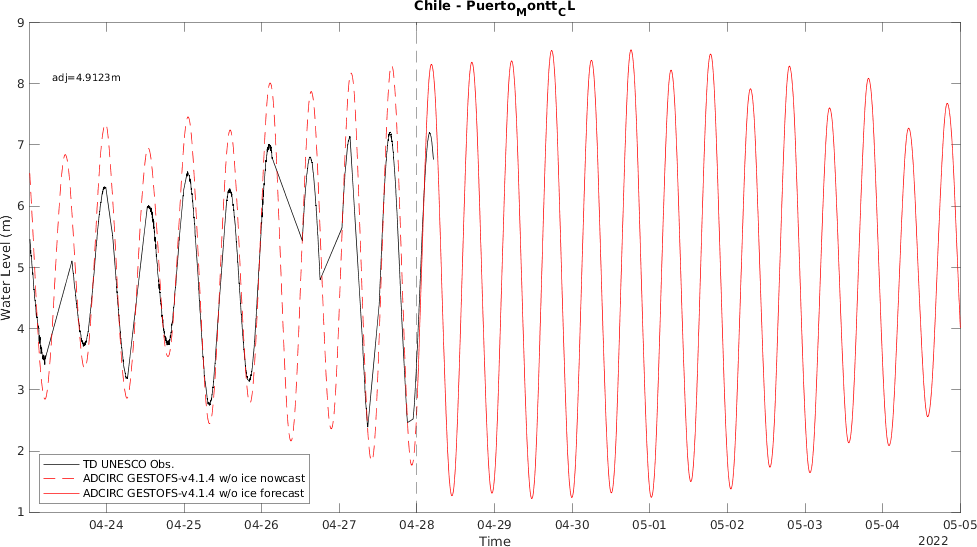 Chile - PuertoMonttCL
9
8
7
6
5
4
3
2
1
Water Level (m)
adj=4.9123m
TD UNESCO Obs.
ADCIRC GESTOFS-v4.1.4 w/o ice nowcast
ADCIRC GESTOFS-v4.1.4 w/o ice forecast
04-24 04-25 04-26 04-27 04-28 04-29 04-30 05-01 05-02 05-03 05-04 05-05
Time
2022